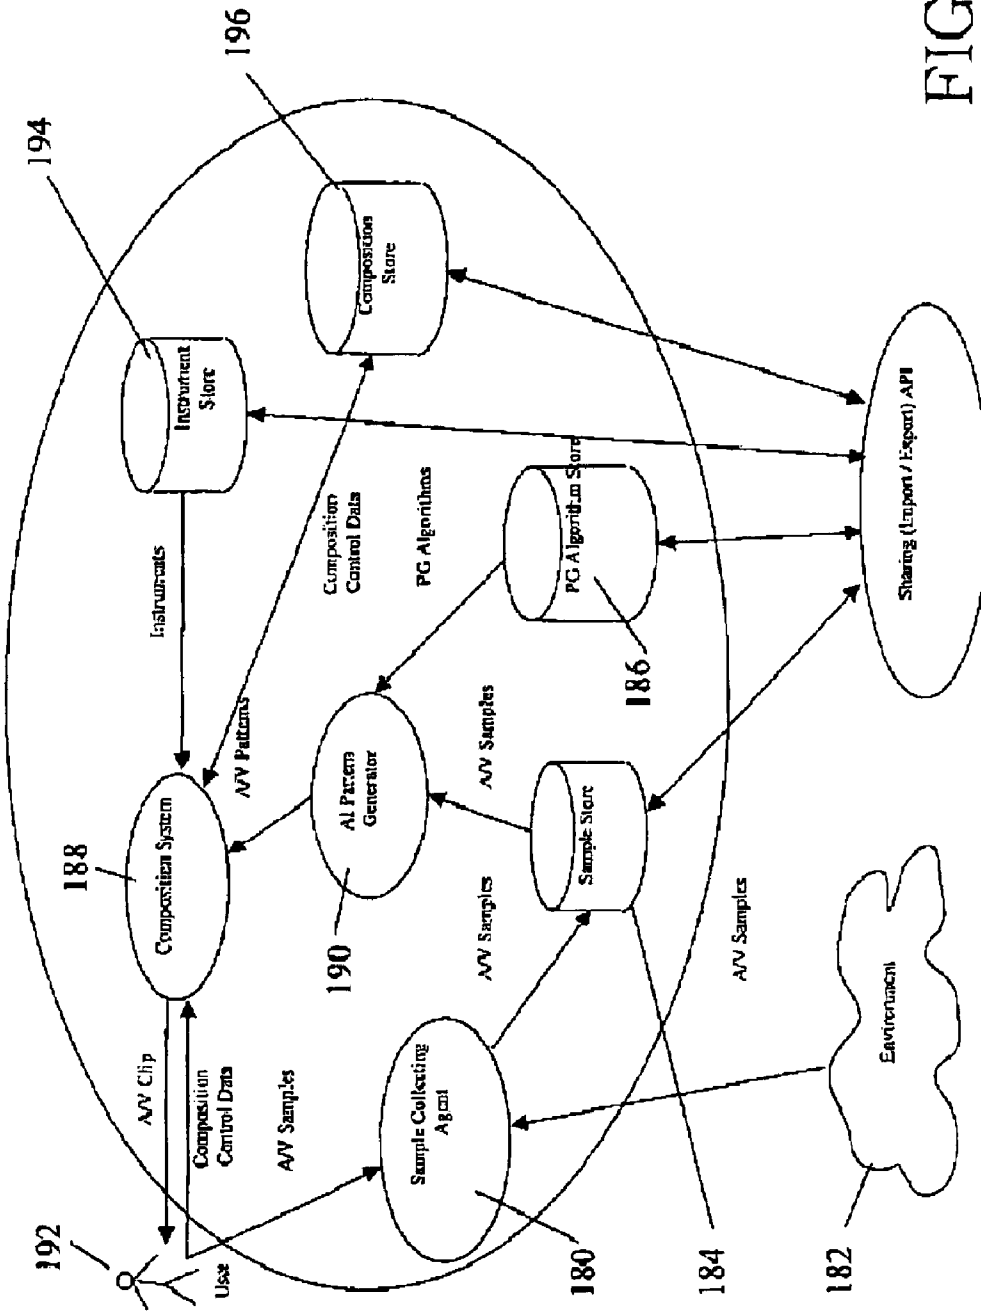 192
User
A/V Clip
Composition
Control Data
A/V Samples
188
Composition System
Instruments
194
Instrument
Store
196
A/V Patterns
Composition
Control Data
Composition
Store
190
AI Pattern
Generator
PG Algorithms
A/V Samples
PG Algorithm Store
186
Sample Collecting
Agent
180
A/V Samples
Sample Store
184
A/V Samples
Environment
182
Sharing (Import / Export) API
FIG